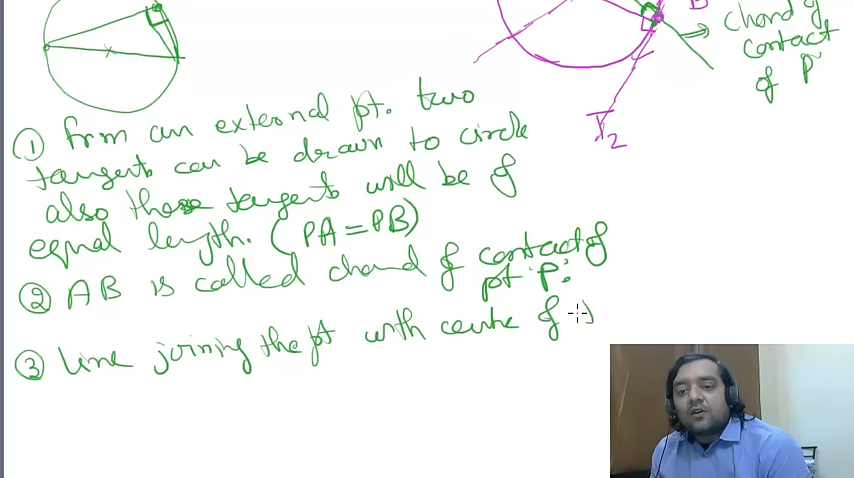 B
chord of
contact
of P
T2
① from an external pt. two
tangents can be drawn to circle
also these tangents will be of
equal length. (PA = PB)
② AB is called chord of contact of
pt P.
③ Line joining the pt with centre of